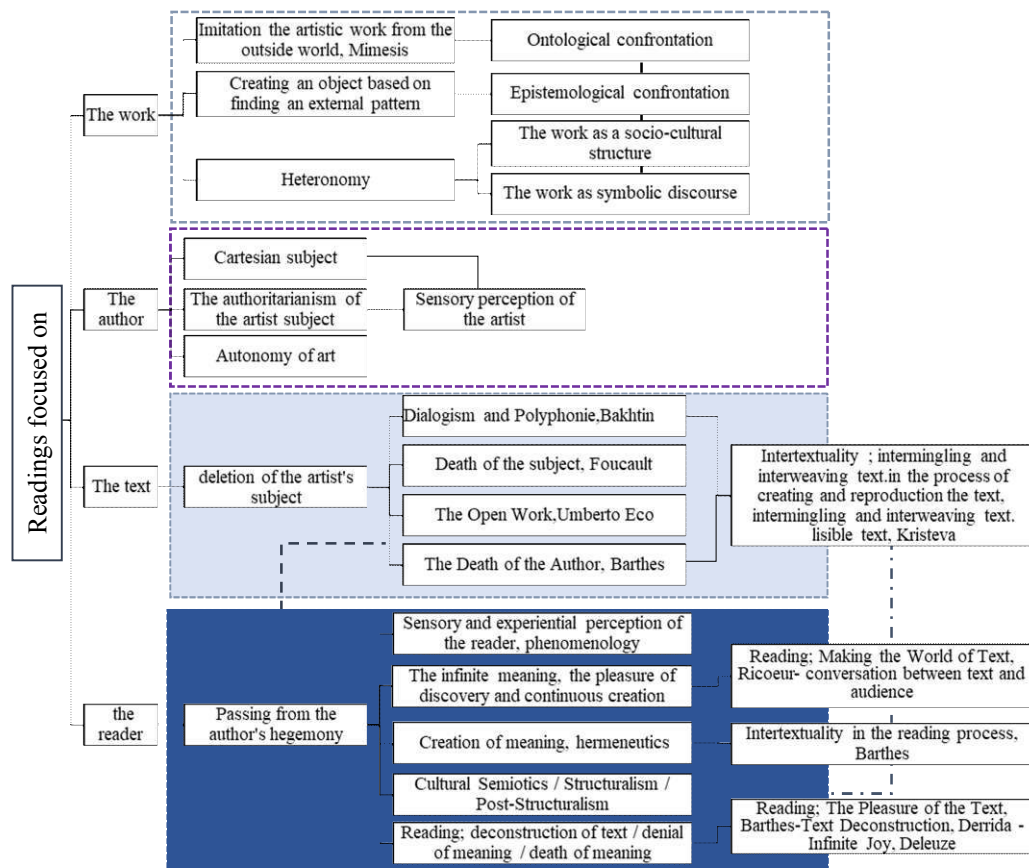 Readings focused on
The work
Imitation the artistic work from the
outside world, Mimesis
Ontological confrontation
Creating an object based on
finding an external pattern
Epistemological confrontation
Heteronomy
The work as a socio-cultural
structure
The work as symbolic discourse
The
author
Cartesian subject
The authoritarianism of
the artist subject
Autonomy of art
Sensory perception of
the artist
The text
deletion of the artist's
subject
Dialogism and Polyphonie,Bakhtin
Death of the subject, Foucault
The Open Work,Umberto Eco
The Death of the Author, Barthes
Intertextuality ; intermingling and
interweaving text.in the process of
creating and reproduction the text,
intermingling and interweaving text.
lisible text, Kristeva
the
reader
Passing from the
author's hegemony
Sensory and experiential perception of
the reader, phenomenology
The infinite meaning, the pleasure of
discovery and continuous creation
Creation of meaning, hermeneutics
Cultural Semiotics / Structuralism /
Post-Structuralism
Reading; deconstruction of text / denial
of meaning / death of meaning
Reading; Making the World of Text,
Ricoeur- conversation between text and
audience
Intertextuality in the reading process,
Barthes
Reading; The Pleasure of the Text,
Barthes-Text Deconstruction, Derrida -
Infinite Joy, Deleuze